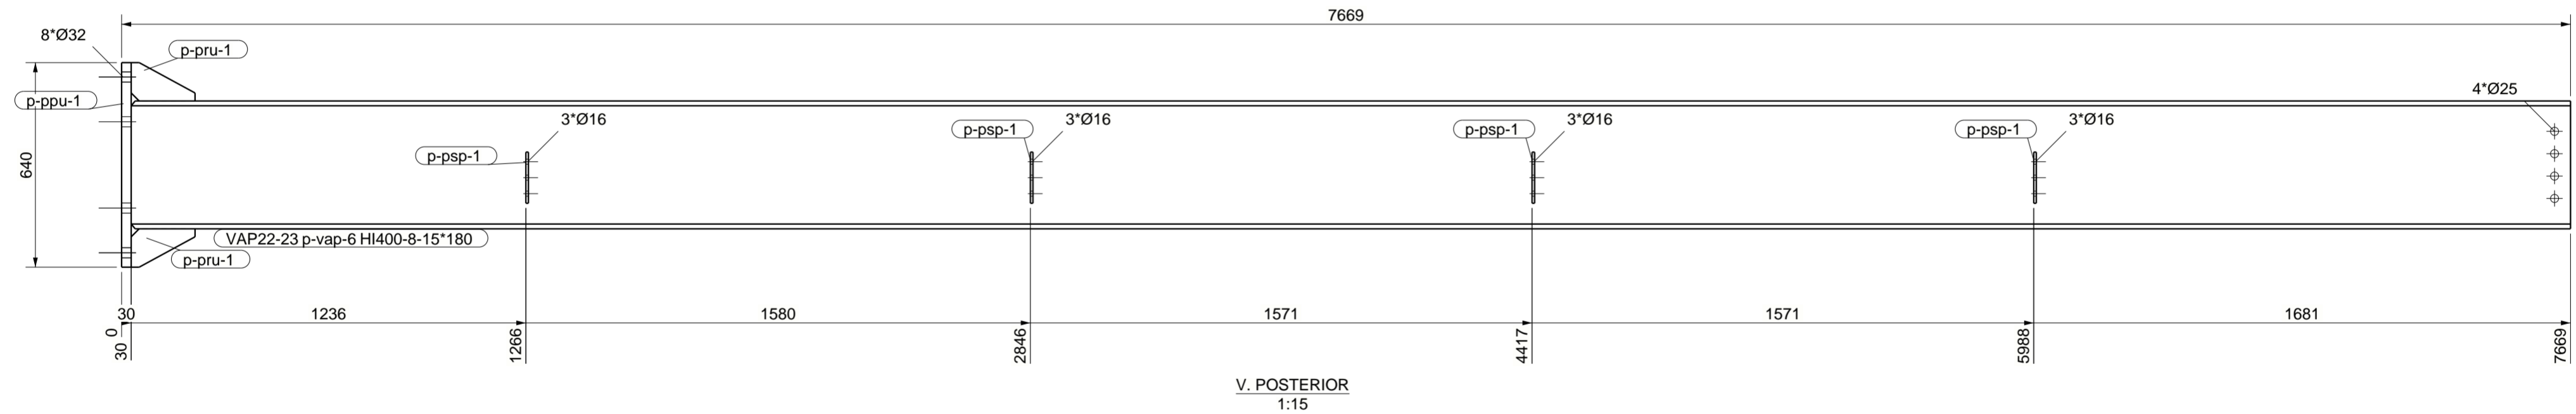 7669
8*Ø32
p-pru-1
4*Ø25
p-ppu-1
3*Ø16
3*Ø16
3*Ø16
3*Ø16
p-psp-1
p-psp-1
p-psp-1
p-psp-1
640
VAP22-23 p-vap-6 HI400-8-15*180
p-pru-1
30
1236
1580
1571
1571
1681
0
30
1266
2846
4417
5988
7669
V. POSTERIOR
1:15